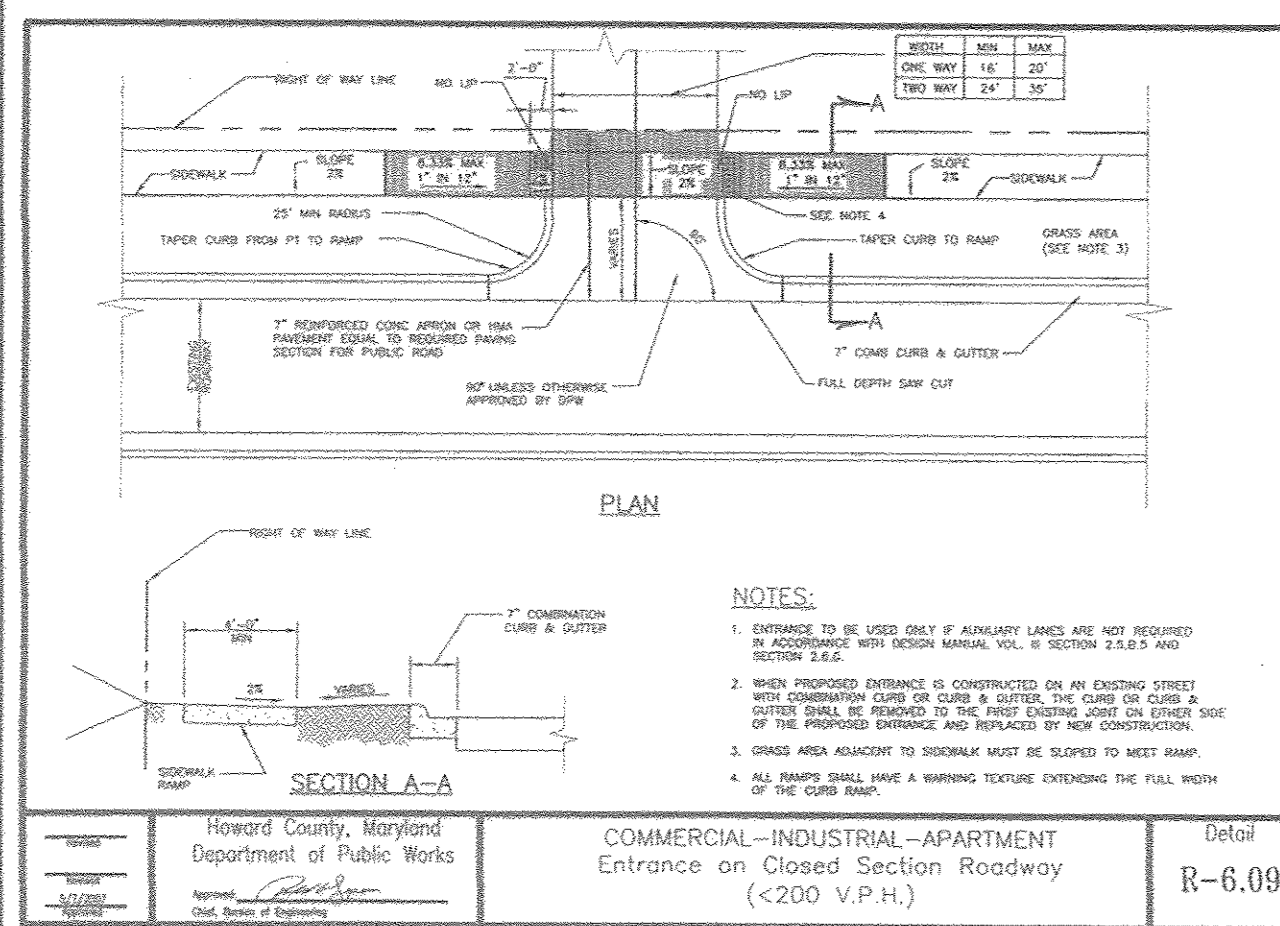 WIDTH MIN MAX
ONE WAY 16' 20'
TWO WAY 24' 35'
RIGHT OF WAY LINE
2'-0"
NO LIP
NO LIP
A
SIDEWALK
SLOPE
2%
8.33% MAX
1" IN 12"
SLOPE
2%
8.33% MAX
1" IN 12"
SLOPE
2%
SIDEWALK
25' MIN RADIUS
TAPER CURB FROM PT TO RAMP
VARIES
SEE NOTE 4
TAPER CURB TO RAMP
GRASS AREA
(SEE NOTE 3)
A
EXISTING
ROADWAY
7" REINFORCED CONC APRON OR HMA
PAVEMENT EQUAL TO REQUIRED PAVING
SECTION FOR PUBLIC ROAD
90° UNLESS OTHERWISE
APPROVED BY DPW
7" COMB CURB & GUTTER
FULL DEPTH SAW CUT
PLAN
RIGHT OF WAY LINE
4'-0"
MIN
7" COMBINATION
CURB & GUTTER
2%
VARIES
SIDEWALK
RAMP
SECTION A-A
NOTES:
1. ENTRANCE TO BE USED ONLY IF AUXILIARY LANES ARE NOT REQUIRED
IN ACCORDANCE WITH DESIGN MANUAL VOL. III SECTION 2.5.B.5 AND
SECTION 2.6.G.
2. WHEN PROPOSED ENTRANCE IS CONSTRUCTED ON AN EXISTING STREET
WITH COMBINATION CURB OR CURB & GUTTER, THE CURB OR CURB &
GUTTER SHALL BE REMOVED TO THE FIRST EXISTING JOINT ON EITHER SIDE
OF THE PROPOSED ENTRANCE AND REPLACED BY NEW CONSTRUCTION.
3. GRASS AREA ADJACENT TO SIDEWALK MUST BE SLOPED TO MEET RAMP.
4. ALL RAMPS SHALL HAVE A WARNING TEXTURE EXTENDING THE FULL WIDTH
OF THE CURB RAMP.
Revised
Revised
Approved
Howard County, Maryland
Department of Public Works
Approved
Chief, Bureau of Engineering
COMMERCIAL-INDUSTRIAL-APARTMENT
Entrance on Closed Section Roadway
(<200 V.P.H.)
Detail
R-6.09